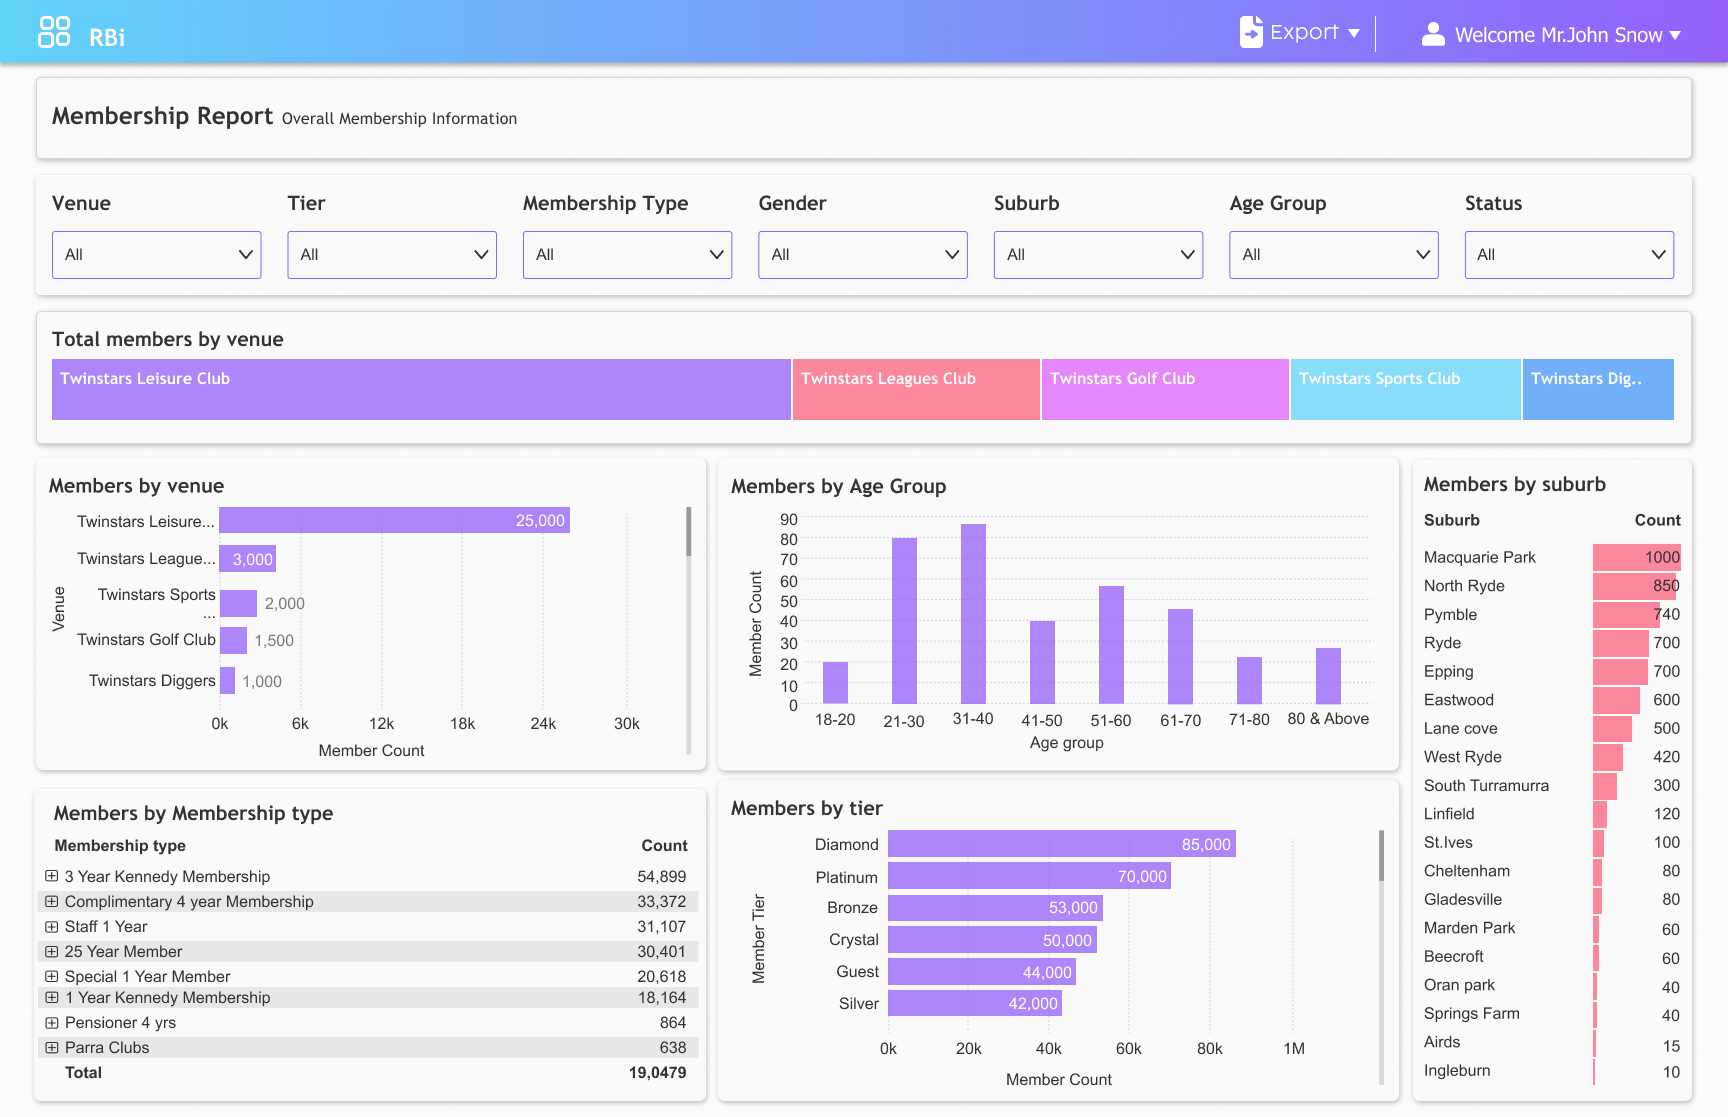 RBi
Export
Welcome Mr.John Snow
Membership Report Overall Membership Information
Venue Tier Membership Type Gender Suburb Age Group Status
All All All All All All All
Total members by venue
Twinstars Leisure Club Twinstars Leagues Club Twinstars Golf Club Twinstars Sports Club Twinstars Dig..
Members by venue
Venue
Twinstars Leisure... 25,000
Twinstars League... 3,000
Twinstars Sports
... 2,000
Twinstars Golf Club 1,500
Twinstars Diggers 1,000
0k 6k 12k 18k 24k 30k
Member Count
Members by Age Group
Member Count
90
80
70
60
50
40
30
20
10
0
18-20 21-30 31-40 41-50 51-60 61-70 71-80 80 & Above
Age group
Members by suburb
Suburb Count
Macquarie Park 1000
North Ryde 850
Pymble 740
Ryde 700
Epping 700
Eastwood 600
Lane cove 500
West Ryde 420
South Turramurra 300
Linfield 120
St.Ives 100
Cheltenham 80
Gladesville 80
Marden Park 60
Beecroft 60
Oran park 40
Springs Farm 40
Airds 15
Ingleburn 10
Members by Membership type
Membership type Count
3 Year Kennedy Membership 54,899
Complimentary 4 year Membership 33,372
Staff 1 Year 31,107
25 Year Member 30,401
Special 1 Year Member 20,618
1 Year Kennedy Membership 18,164
Pensioner 4 yrs 864
Parra Clubs 638
Total 19,0479
Members by tier
Member Tier
Diamond 85,000
Platinum 70,000
Bronze 53,000
Crystal 50,000
Guest 44,000
Silver 42,000
0k 20k 40k 60k 80k 1M
Member Count